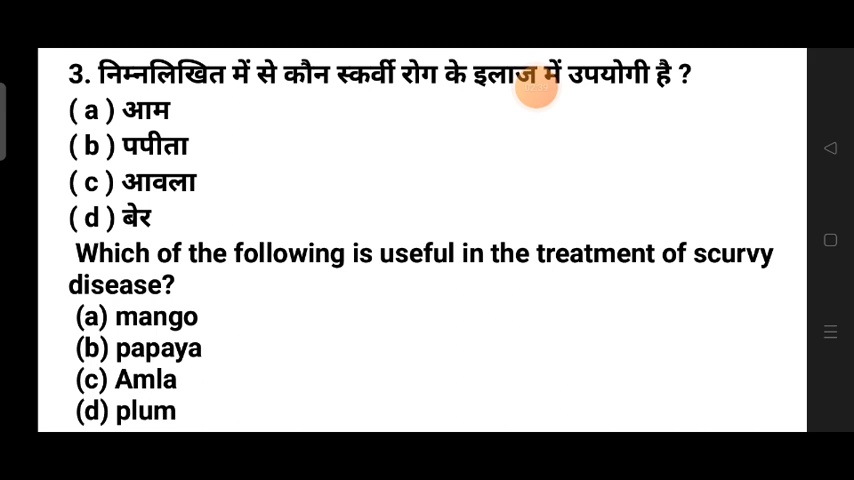 3. निम्नलिखित में से कौन स्कर्वी रोग के इलाज में उपयोगी है ?
( a ) आम
( b ) पपीता
( c ) आवला
( d ) बेर
Which of the following is useful in the treatment of scurvy
disease?
(a) mango
(b) papaya
(c) Amla
(d) plum